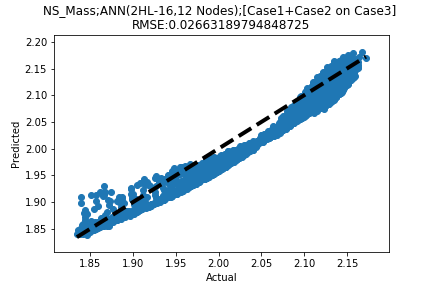 NS_Mass;ANN(2HL-16,12 Nodes);[Case1+Case2 on Case3]
RMSE:0.02663189794848725
2.20
2.15
2.10
2.05
2.00
1.95
1.90
1.85
Predicted
1.85 1.90 1.95 2.00 2.05 2.10 2.15
Actual